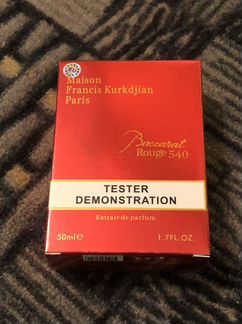 Maison
Francis Kurkdjian
Paris
Baccarat
Rouge 540
TESTER
DEMONSTRATION
Extrait de parfum
50ml e 1.7FL.OZ.